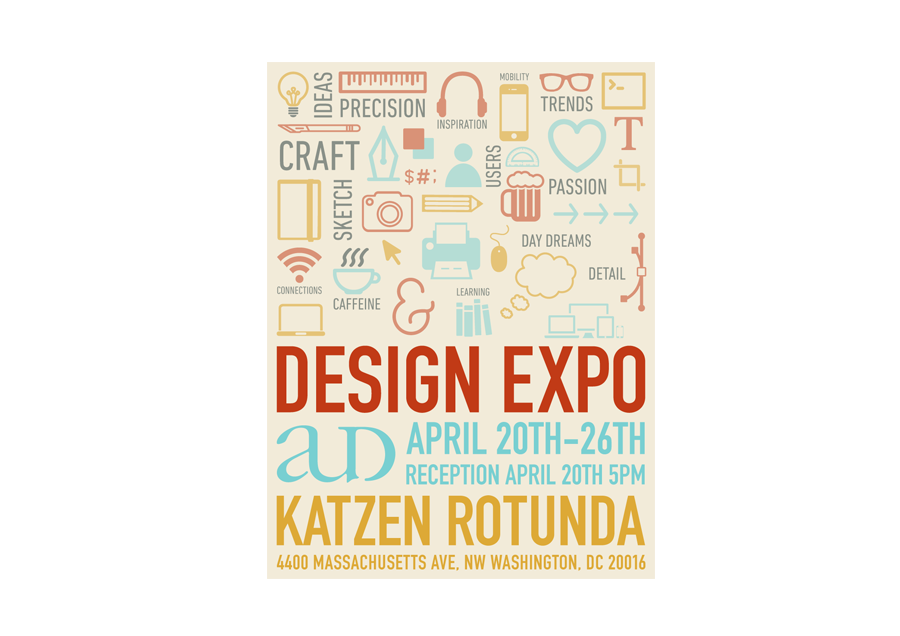 MOBILITY
IDEAS
PRECISION
INSPIRATION
TRENDS
>-
T
CRAFT
$#;
USERS
PASSION
SKETCH
DAY DREAMS
DETAIL
CONNECTIONS
CAFFEINE
&
LEARNING
DESIGN EXPO
AD
APRIL 20TH-26TH
RECEPTION APRIL 20TH 5PM
KATZEN ROTUNDA
4400 MASSACHUSETTS AVE, NW WASHINGTON, DC 20016